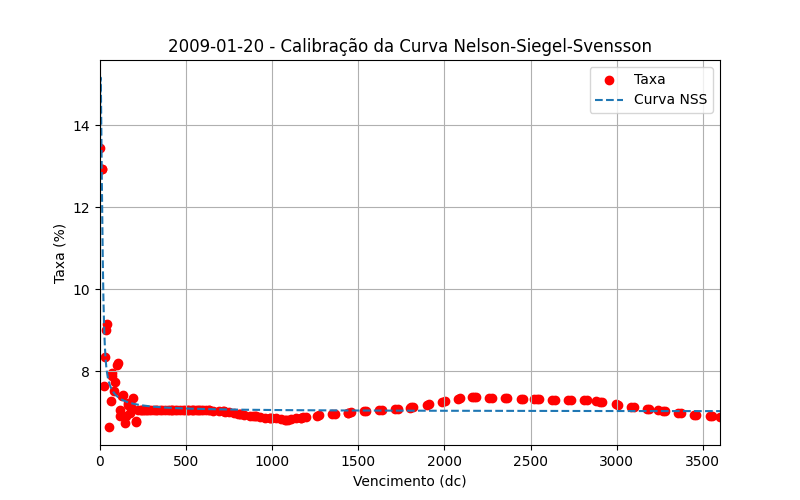 2009-01-20 - Calibração da Curva Nelson-Siegel-Svensson
Taxa
Curva NSS
Taxa (%)
14
12
10
8
0 500 1000 1500 2000 2500 3000 3500
Vencimento (dc)